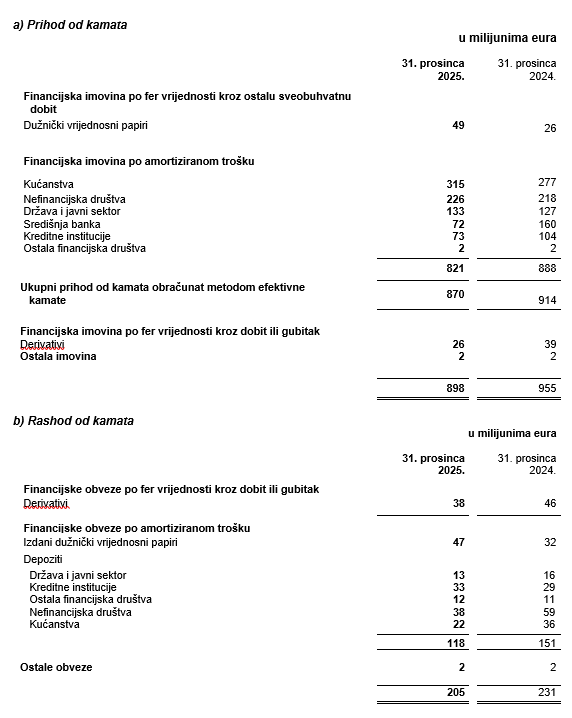 a) Prihod od kamata
u milijunima eura
31. prosinca 31. prosinca
2025. 2024.
Financijska imovina po fer vrijednosti kroz ostalu sveobuhvatnu
dobit
Dužnički vrijednosni papiri 49 26
Financijska imovina po amortiziranom trošku
Kućanstva 315 277
Nefinancijska društva 226 218
Država i javni sektor 133 127
Središnja banka 72 160
Kreditne institucije 73 104
Ostala financijska društva 2 2
821 888
Ukupni prihod od kamata obračunat metodom efektivne
kamate 870 914
Financijska imovina po fer vrijednosti kroz dobit ili gubitak
Derivativi 26 39
Ostala imovina 2 2
898 955
b) Rashod od kamata
u milijunima eura
31. prosinca 31. prosinca
2025. 2024.
Financijske obveze po fer vrijednosti kroz dobit ili gubitak
Derivativi 38 46
Financijske obveze po amortiziranom trošku
Izdani dužnički vrijednosni papiri 47 32
Depoziti
Država i javni sektor 13 16
Kreditne institucije 33 29
Ostala financijska društva 12 11
Nefinancijska društva 38 59
Kućanstva 22 36
118 151
Ostale obveze 2 2
205 231